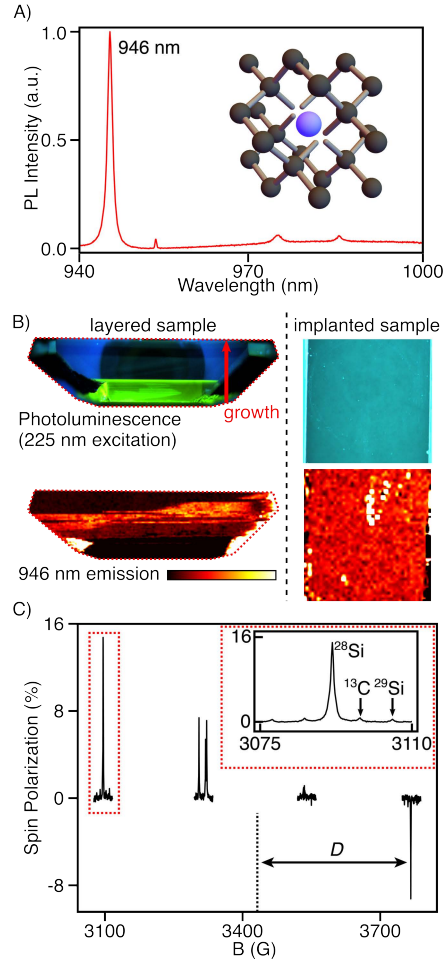 A)
1.0
946 nm
0.5
0.0
PL Intensity (a.u.)
940
970
1000
Wavelength (nm)
B)
layered sample
implanted sample
growth
Photoluminescence
(225 nm excitation)
946 nm emission
C)
16
8
0
-8
Spin Polarization (%)
16
0
²⁸Si
¹³C
²⁹Si
3075
3110
D
3100
3400
3700
B (G)